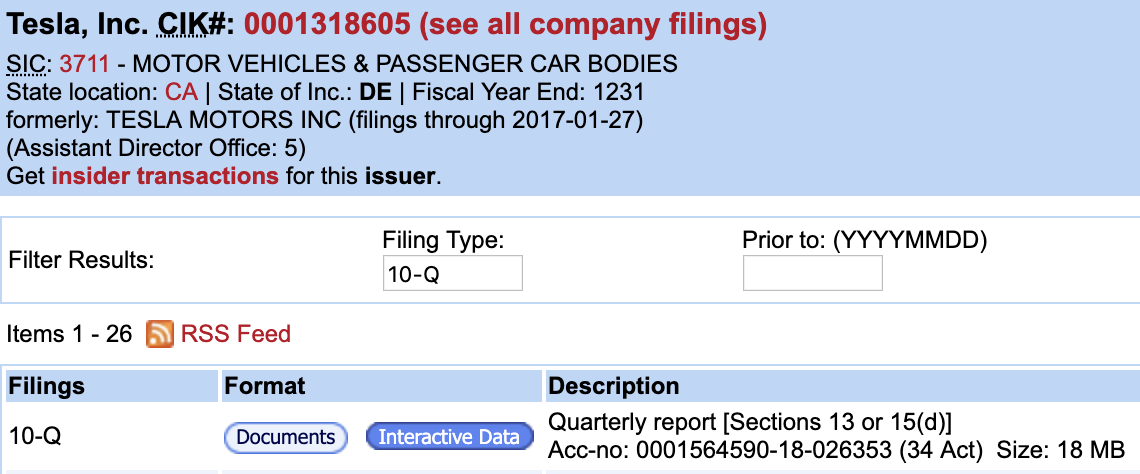 Tesla, Inc. CIK#: 0001318605 (see all company filings)
SIC: 3711 - MOTOR VEHICLES & PASSENGER CAR BODIES
State location: CA | State of Inc.: DE | Fiscal Year End: 1231
formerly: TESLA MOTORS INC (filings through 2017-01-27)
(Assistant Director Office: 5)
Get insider transactions for this issuer.
Filter Results:
Filing Type:
10-Q
Prior to: (YYYYMMDD)
Items 1 - 26 RSS Feed
Filings Format Description
10-Q Documents Interactive Data
Quarterly report [Sections 13 or 15(d)]
Acc-no: 0001564590-18-026353 (34 Act) Size: 18 MB